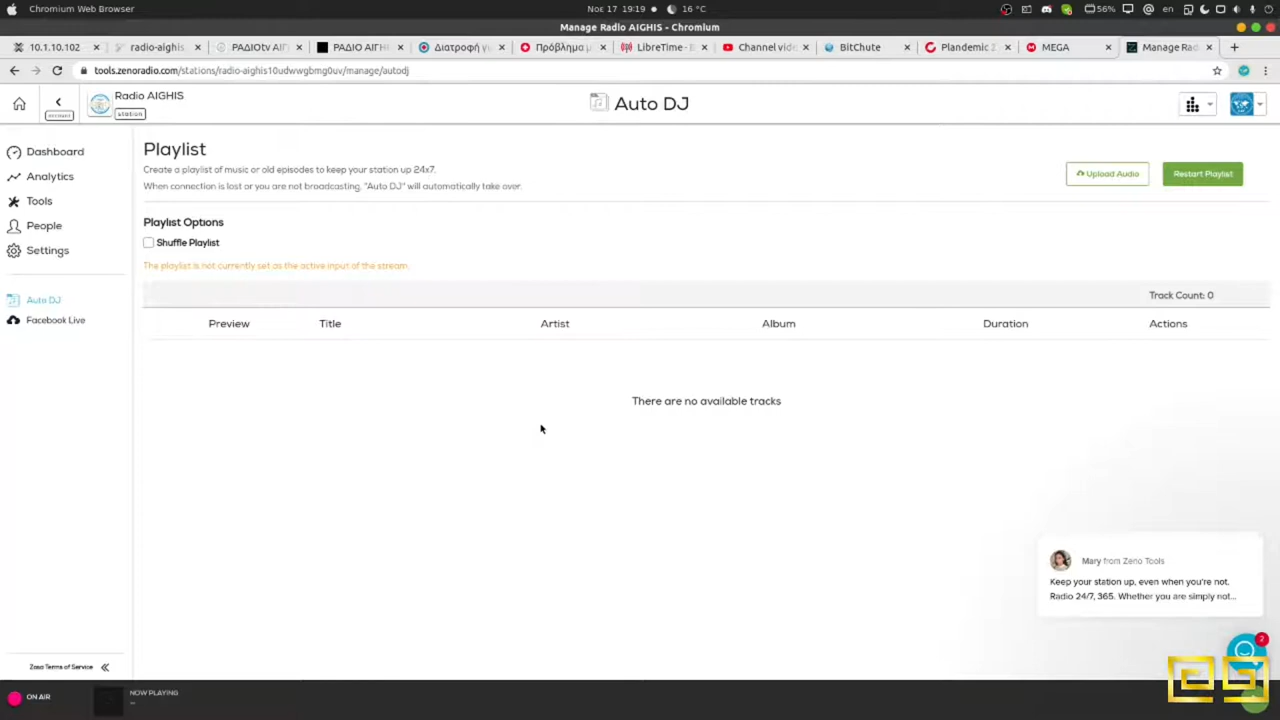 Chromium Web Browser
Νοε 17 19:19
16 °C
56%
en
Manage Radio AIGHIS - Chromium
10.1.10.102
radio-aighis
ΡΑΔΙΟtv ΑΙΓΗ
ΡΑΔΙΟ ΑΙΓΗ
Διατροφή γι
Πρόβλημα μ
LibreTime - B
Channel vide
BitChute
Plandemic 2
MEGA
Manage Rad
tools.zenoradio.com/stations/radio-aighis10udwwgbmg0uv/manage/autodj
Radio AIGHIS
station
account
Auto DJ
Dashboard
Analytics
Tools
People
Settings
Auto DJ
Facebook Live
Playlist
Create a playlist of music or old episodes to keep your station up 24x7.
When connection is lost or you are not broadcasting, "Auto DJ" will automatically take over.
Upload Audio
Restart Playlist
Playlist Options
Shuffle Playlist
The playlist is not currently set as the active input of the stream.
Track Count: 0
Preview Title Artist Album Duration Actions
There are no available tracks
Mary from Zeno Tools
Keep your station up, even when you're not.
Radio 24/7, 365. Whether you are simply not...
2
Zeno Terms of Service
ON AIR
NOW PLAYING
--